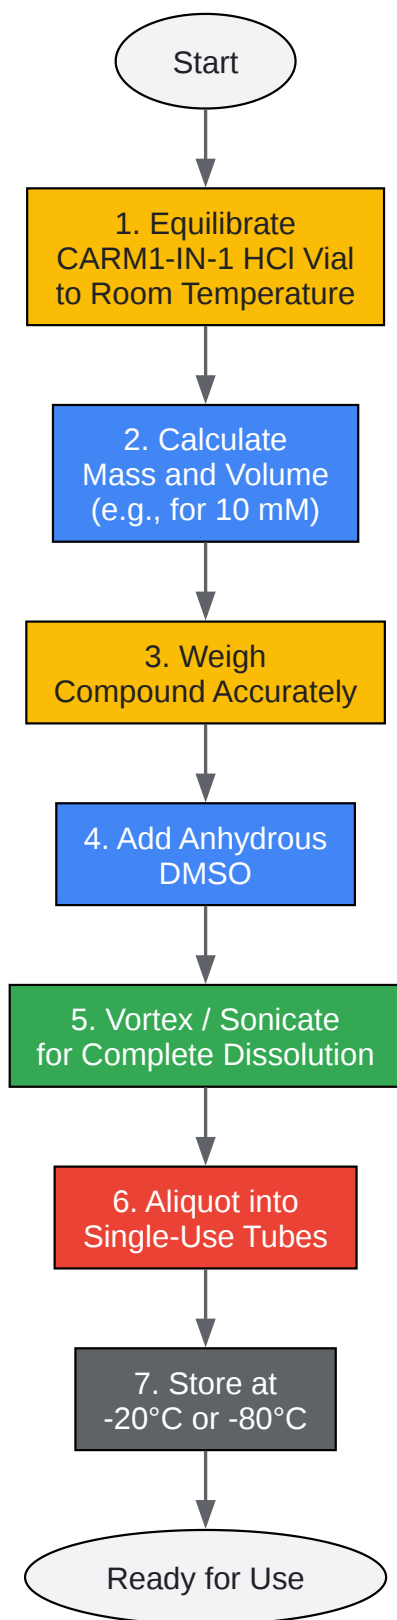 Start
1. Equilibrate
CARM1-IN-1 HCl Vial
to Room Temperature
2. Calculate
Mass and Volume
(e.g., for 10 mM)
3. Weigh
Compound Accurately
4. Add Anhydrous
DMSO
5. Vortex / Sonicate
for Complete Dissolution
6. Aliquot into
Single-Use Tubes
7. Store at
-20°C or -80°C
Ready for Use